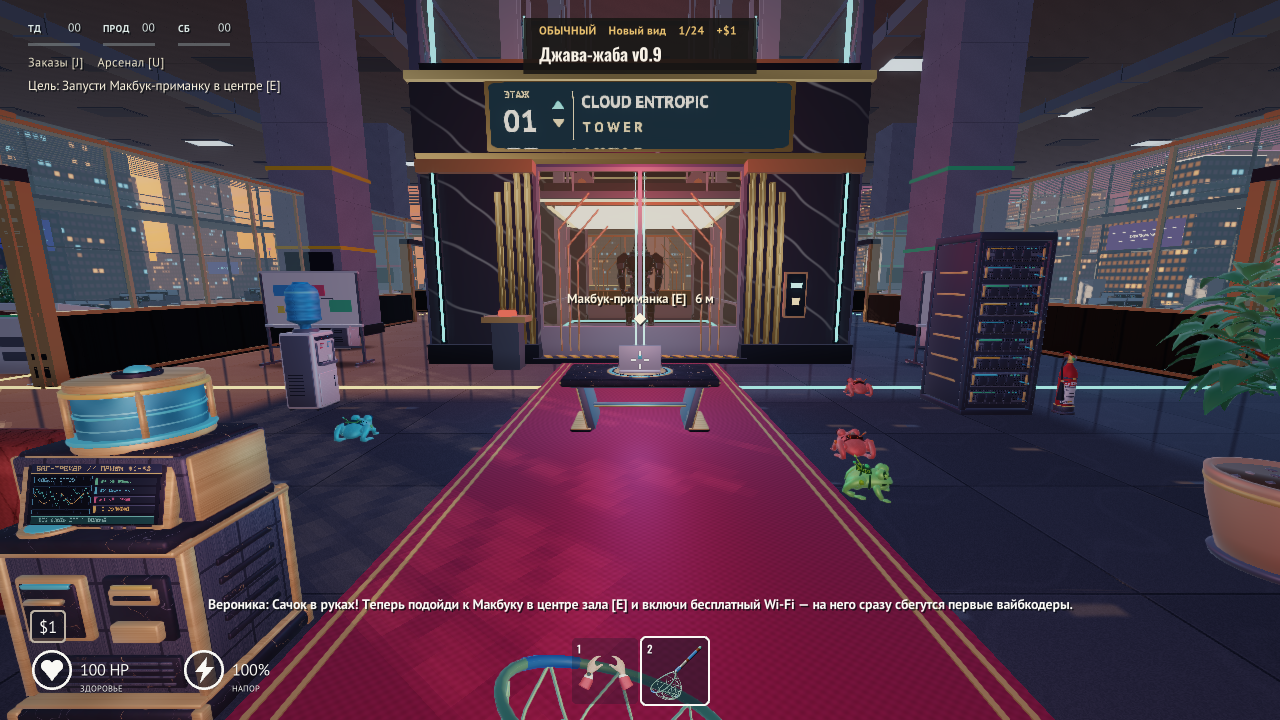 ТД 00 ПРОД 00 СБ 00
Заказы [J] Арсенал [U]
Цель: Запусти Макбук-приманку в центре [E]
ОБЫЧНЫЙ Новый вид 1/24 +$1
Джава-жаба v0.9
ЭТАЖ
01
CLOUD ENTROPIC
TOWER
Макбук-приманка [E] 6 м
Вероника: Сачок в руках! Теперь подойди к Макбуку в центре зала [E] и включи бесплатный Wi-Fi — на него сразу сбегутся первые вайбкодеры.
$1
100 HP
ЗДОРОВЬЕ
100%
НАПОР
1
2